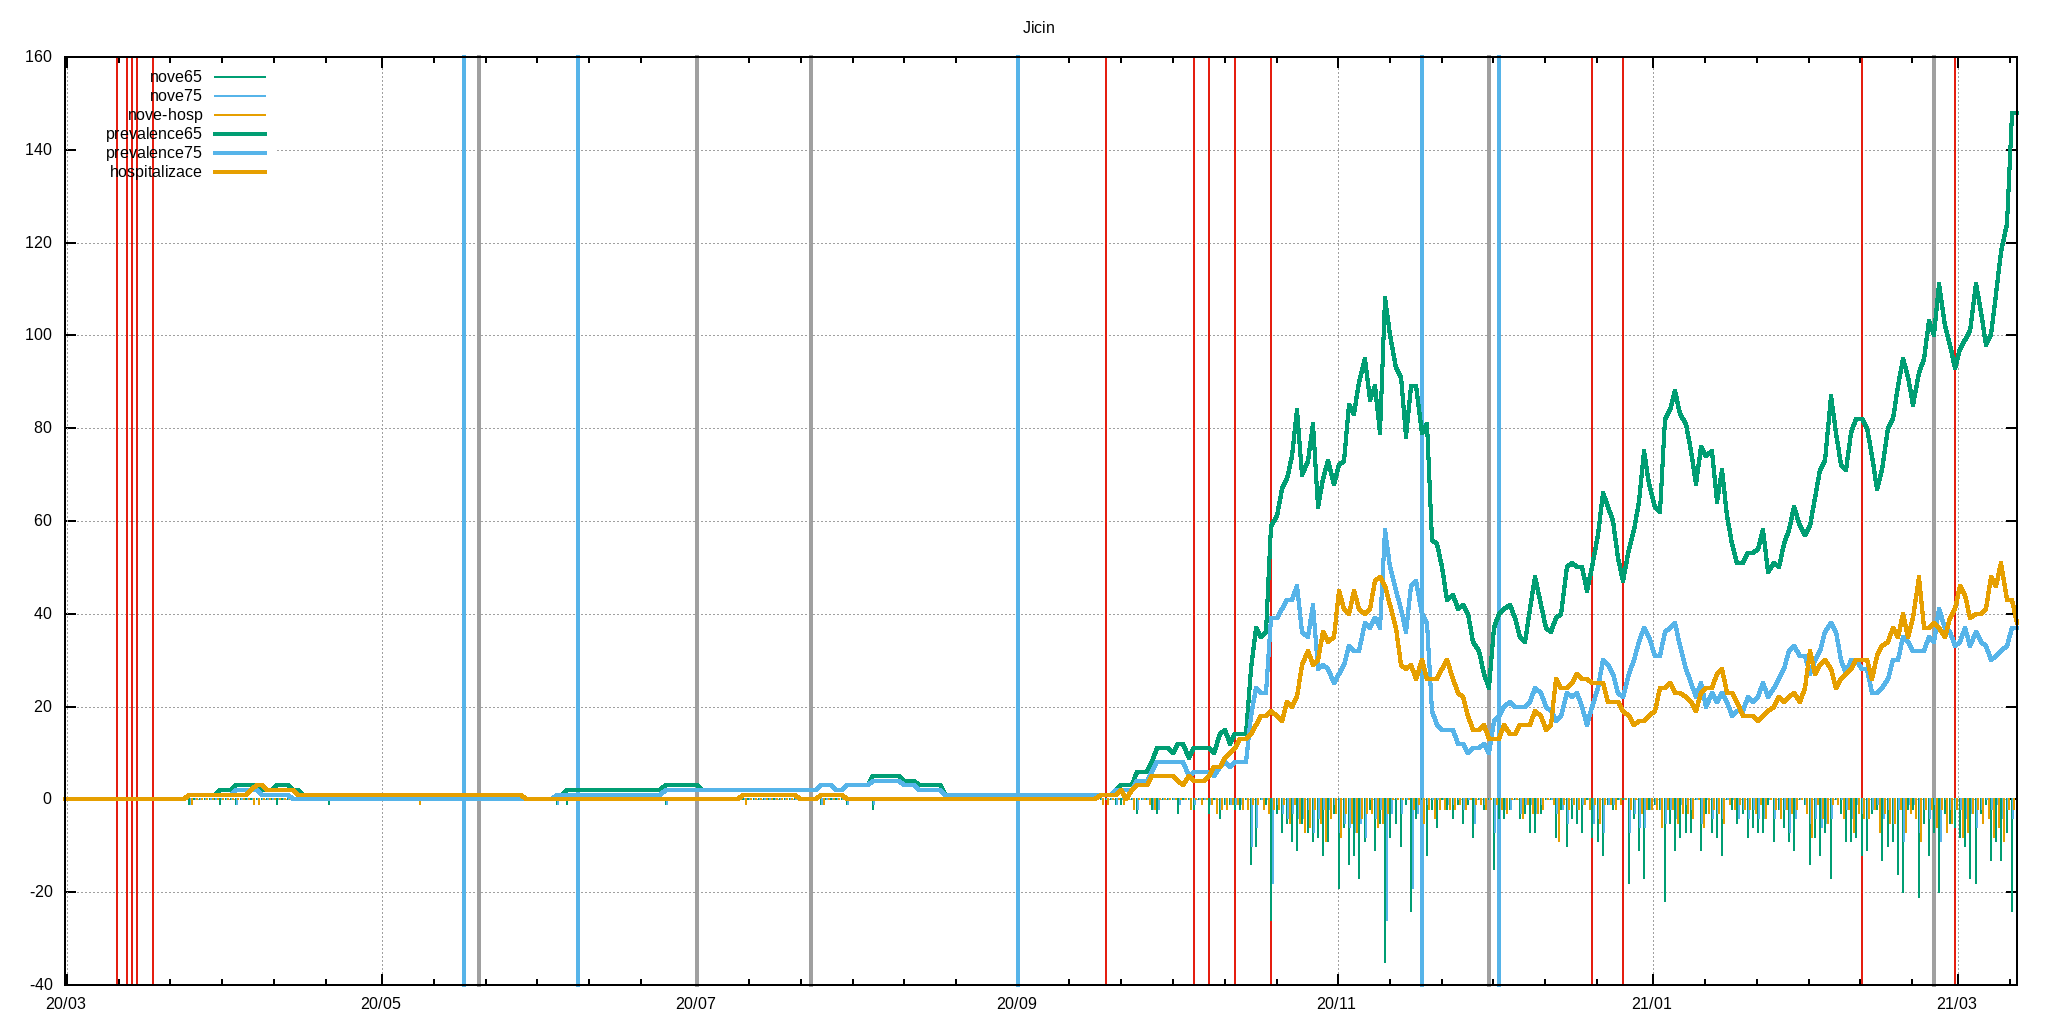 Jicin
160
140
120
100
80
60
40
20
0
-20
-40
nove65
nove75
nove-hosp
prevalence65
prevalence75
hospitalizace
20/03 20/05 20/07 20/09 20/11 21/01 21/03